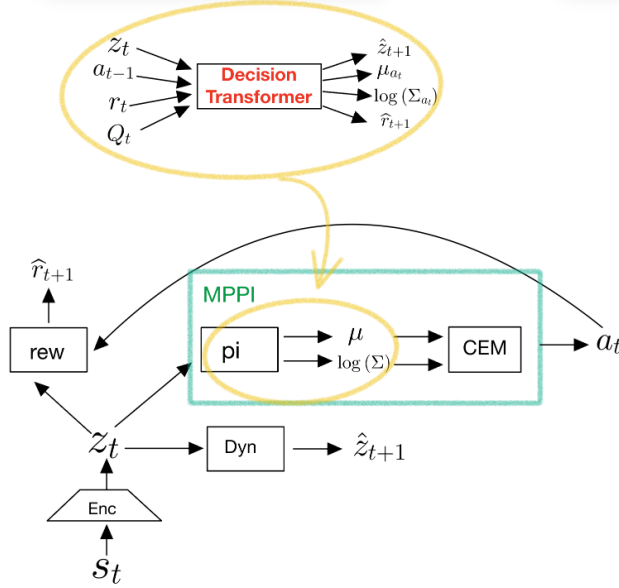 z_t
a_{t−1}
r_t
Q_t
Decision
Transformer
ẑ_{t+1}
μ_{a_t}
log (Σ_{a_t})
r̂_{t+1}
r̂_{t+1}
MPPI
rew
pi
μ
log (Σ)
CEM
a_t
z_t
Dyn
ẑ_{t+1}
Enc
s_t